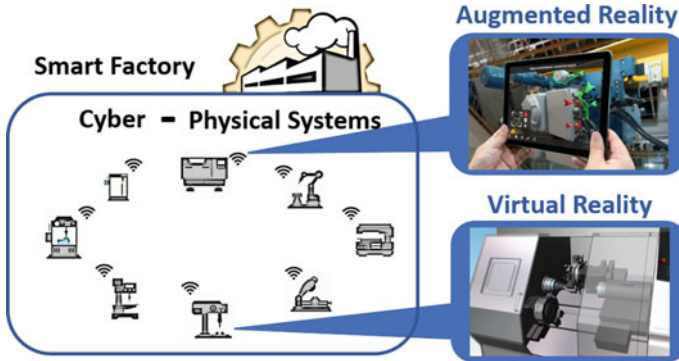 Augmented Reality
Smart Factory
Cyber - Physical Systems
Virtual Reality